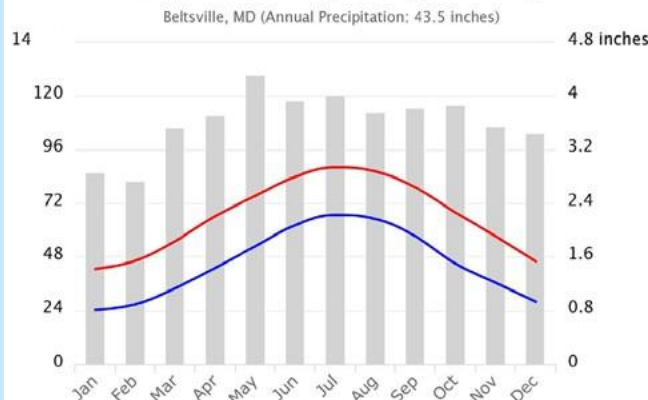 Beltsville, MD (Annual Precipitation: 43.5 inches)
14 4.8 inches
120 4
96 3.2
72 2.4
48 1.6
24 0.8
0 0
Jan Feb Mar Apr May Jun Jul Aug Sep Oct Nov Dec